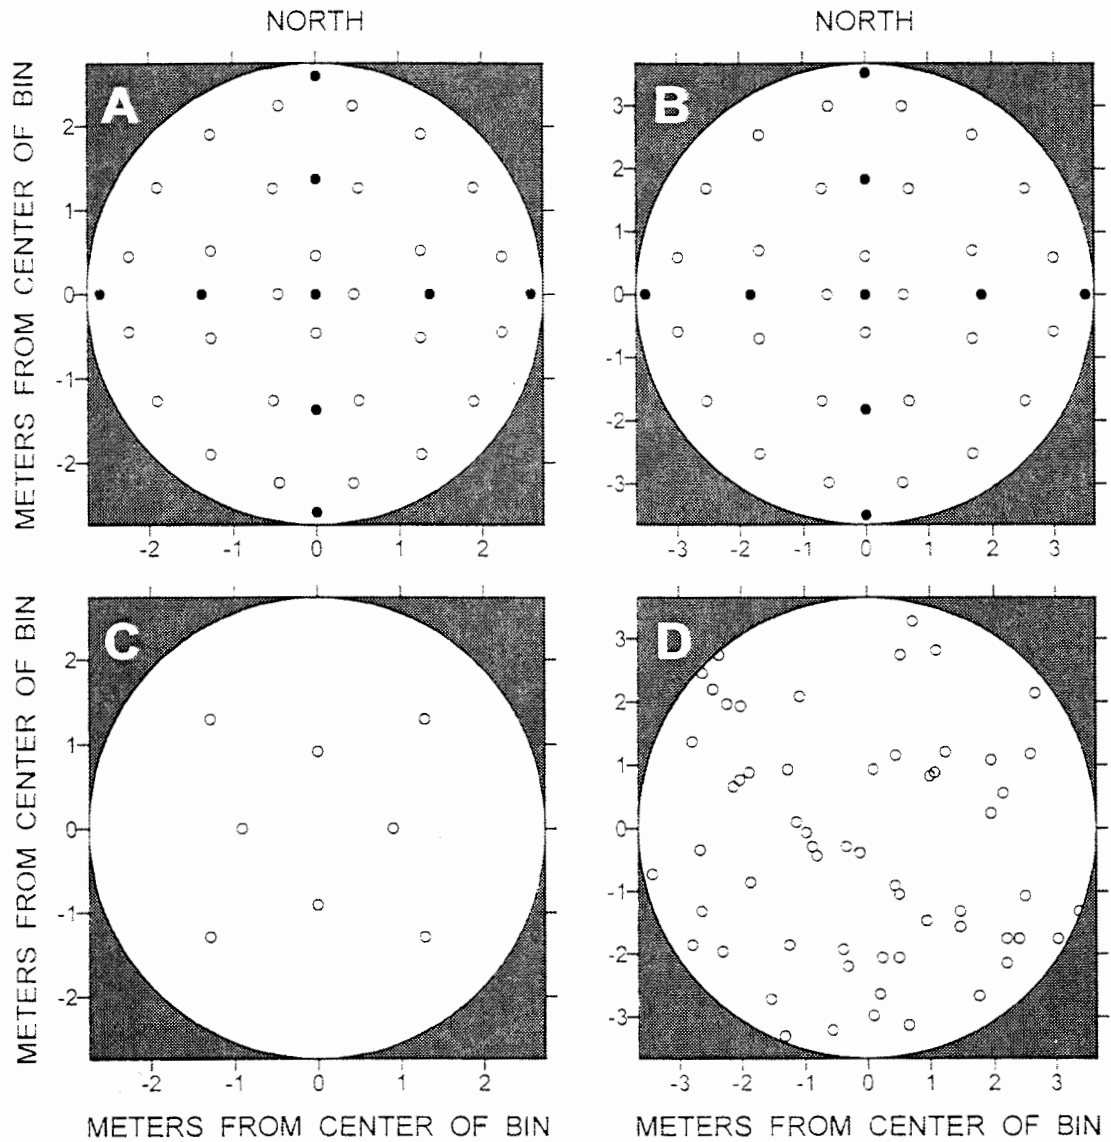 NORTH
NORTH
A
B
METERS FROM CENTER OF BIN
2
1
0
-1
-2
3
2
1
0
-1
-2
-3
-2 -1 0 1 2
-3 -2 -1 0 1 2 3
C
D
METERS FROM CENTER OF BIN
2
1
0
-1
-2
3
2
1
0
-1
-2
-3
-2 -1 0 1 2
-3 -2 -1 0 1 2 3
METERS FROM CENTER OF BIN
METERS FROM CENTER OF BIN